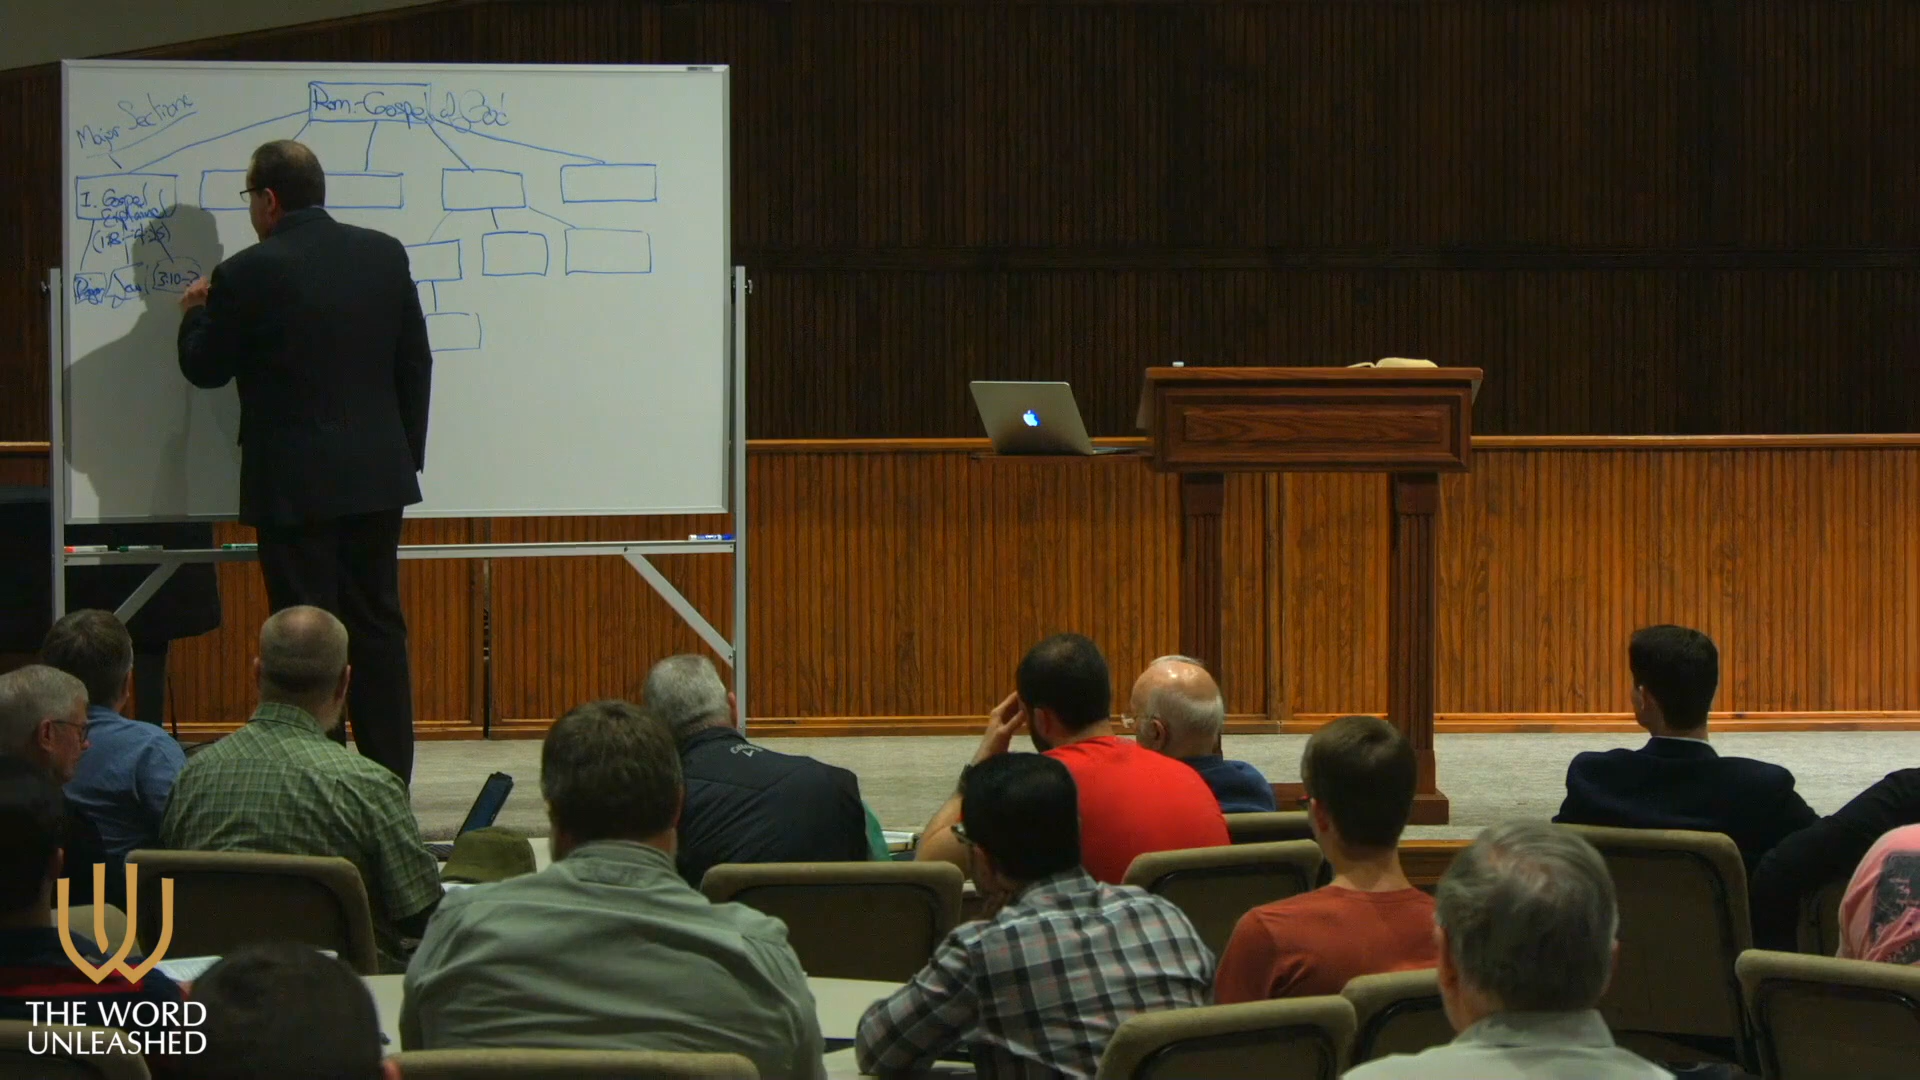 Rom.-Gospel of God
Major Sections
I. Gospel
Explained
(1:18-4:25)
(3:10-
THE WORD
UNLEASHED